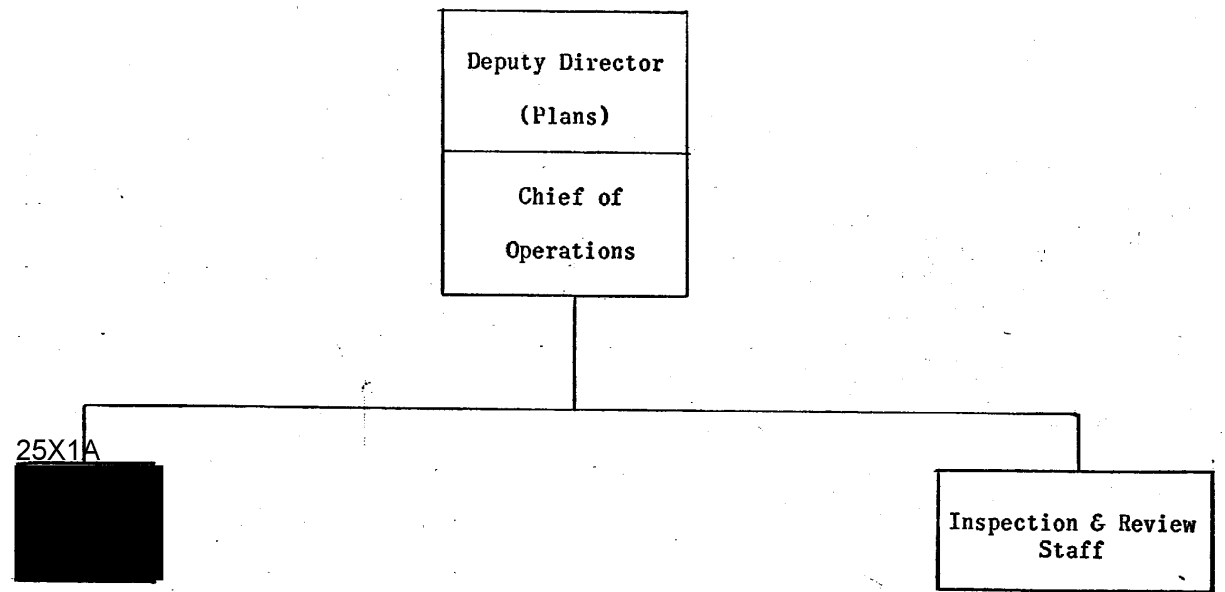 Deputy Director
(Plans)
Chief of
Operations
25X1A
Inspection & Review
Staff